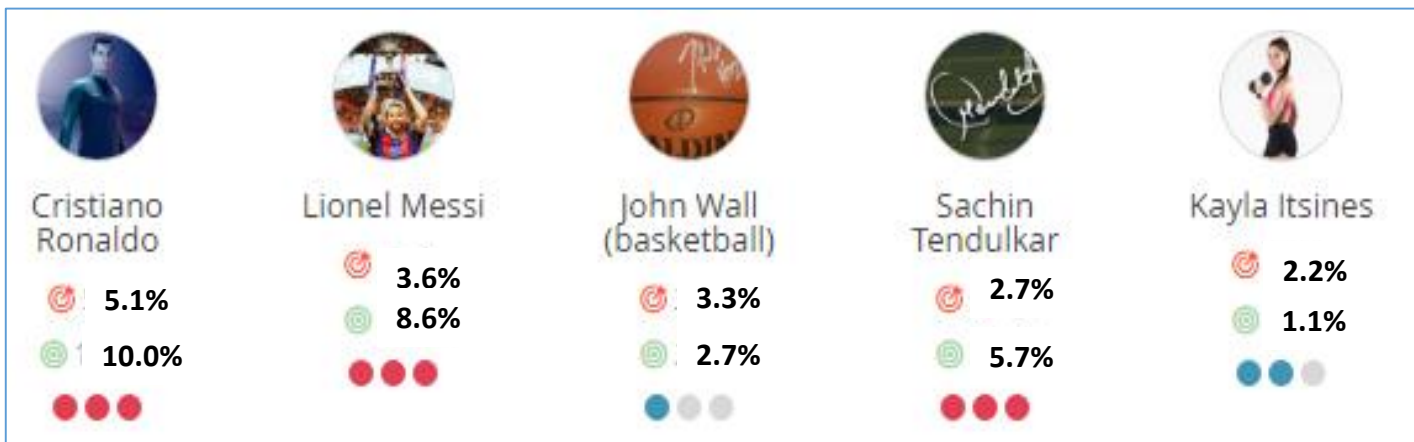 Cristiano
Ronaldo
5.1%
10.0%
Lionel Messi
3.6%
8.6%
John Wall
(basketball)
3.3%
2.7%
Sachin
Tendulkar
2.7%
5.7%
Kayla Itsines
2.2%
1.1%